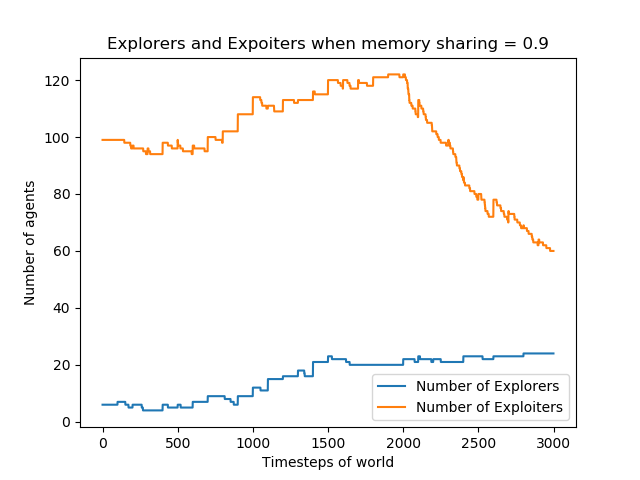 Explorers and Expoiters when memory sharing = 0.9
Number of agents
120
100
80
60
40
20
0
0 500 1000 1500 2000 2500 3000
Timesteps of world
Number of Explorers
Number of Exploiters